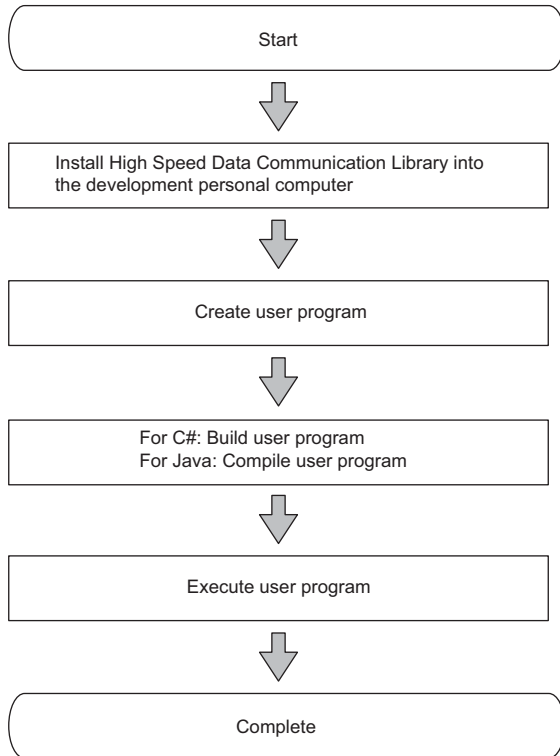 Start
Install High Speed Data Communication Library into
the development personal computer
Create user program
For C#: Build user program
For Java: Compile user program
Execute user program
Complete